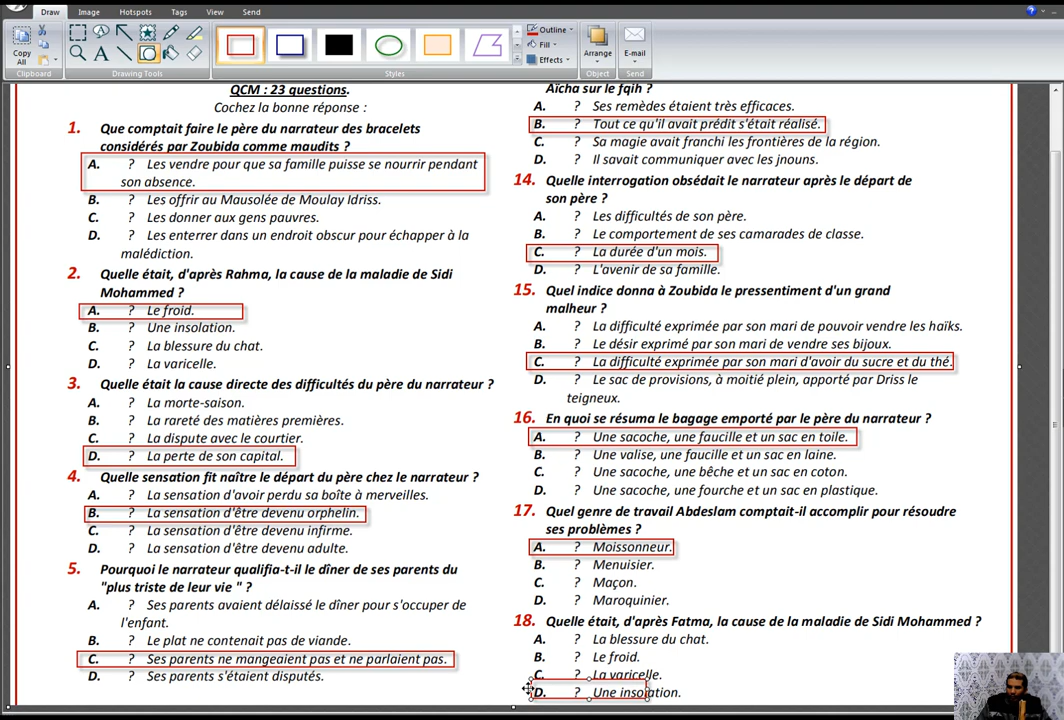 Draw Image Hotspots Tags View Send
Copy All
Outline
Fill
Effects
Arrange
E-mail
Clipboard Drawing Tools Styles Object Send
QCM : 23 questions.
Cochez la bonne réponse :
1. Que comptait faire le père du narrateur des bracelets
considérés par Zoubida comme maudits ?
A. ? Les vendre pour que sa famille puisse se nourrir pendant
son absence.
B. ? Les offrir au Mausolée de Moulay Idriss.
C. ? Les donner aux gens pauvres.
D. ? Les enterrer dans un endroit obscur pour échapper à la
malédiction.
2. Quelle était, d'après Rahma, la cause de la maladie de Sidi
Mohammed ?
A. ? Le froid.
B. ? Une insolation.
C. ? La blessure du chat.
D. ? La varicelle.
3. Quelle était la cause directe des difficultés du père du narrateur ?
A. ? La morte-saison.
B. ? La rareté des matières premières.
C. ? La dispute avec le courtier.
D. ? La perte de son capital.
4. Quelle sensation fit naître le départ du père chez le narrateur ?
A. ? La sensation d'avoir perdu sa boîte à merveilles.
B. ? La sensation d'être devenu orphelin.
C. ? La sensation d'être devenu infirme.
D. ? La sensation d'être devenu adulte.
5. Pourquoi le narrateur qualifia-t-il le dîner de ses parents du
"plus triste de leur vie " ?
A. ? Ses parents avaient délaissé le dîner pour s'occuper de
l'enfant.
B. ? Le plat ne contenait pas de viande.
C. ? Ses parents ne mangeaient pas et ne parlaient pas.
D. ? Ses parents s'étaient disputés.
Aïcha sur le fqih ?
A. ? Ses remèdes étaient très efficaces.
B. ? Tout ce qu'il avait prédit s'était réalisé.
C. ? Sa magie avait franchi les frontières de la région.
D. ? Il savait communiquer avec les jnouns.
14. Quelle interrogation obsédait le narrateur après le départ de
son père ?
A. ? Les difficultés de son père.
B. ? Le comportement de ses camarades de classe.
C. ? La durée d'un mois.
D. ? L'avenir de sa famille.
15. Quel indice donna à Zoubida le pressentiment d'un grand
malheur ?
A. ? La difficulté exprimée par son mari de pouvoir vendre les haïks.
B. ? Le désir exprimé par son mari de vendre ses bijoux.
C. ? La difficulté exprimée par son mari d'avoir du sucre et du thé.
D. ? Le sac de provisions, à moitié plein, apporté par Driss le
teigneux.
16. En quoi se résuma le bagage emporté par le père du narrateur ?
A. ? Une sacoche, une faucille et un sac en toile.
B. ? Une valise, une faucille et un sac en laine.
C. ? Une sacoche, une bêche et un sac en coton.
D. ? Une sacoche, une fourche et un sac en plastique.
17. Quel genre de travail Abdeslam comptait-il accomplir pour résoudre
ses problèmes ?
A. ? Moissonneur.
B. ? Menuisier.
C. ? Maçon.
D. ? Maroquinier.
18. Quelle était, d'après Fatma, la cause de la maladie de Sidi Mohammed ?
A. ? La blessure du chat.
B. ? Le froid.
C. ? La varicelle.
D. ? Une insolation.